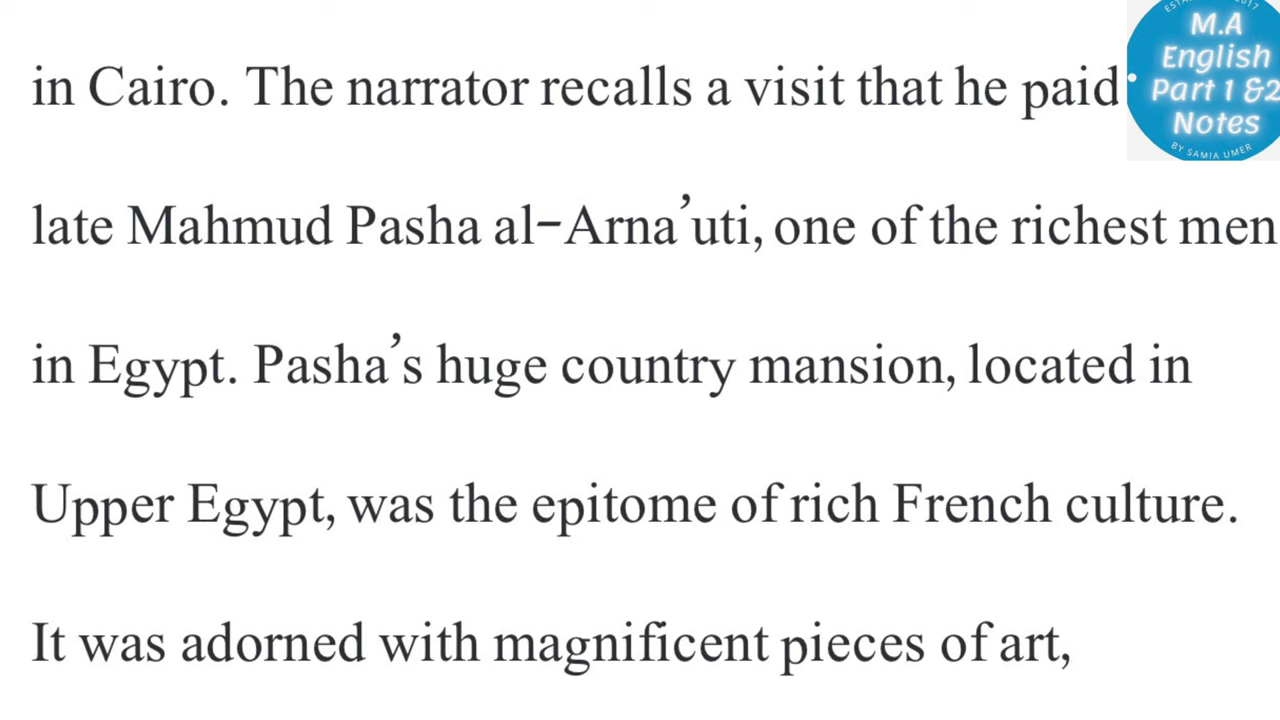 in Cairo. The narrator recalls a visit that he paid
late Mahmud Pasha al-Arna’uti, one of the richest men
in Egypt. Pasha’s huge country mansion, located in
Upper Egypt, was the epitome of rich French culture.
It was adorned with magnificent pieces of art,
M.A
English
Part 1 &2
Notes
BY SAMIA UMER